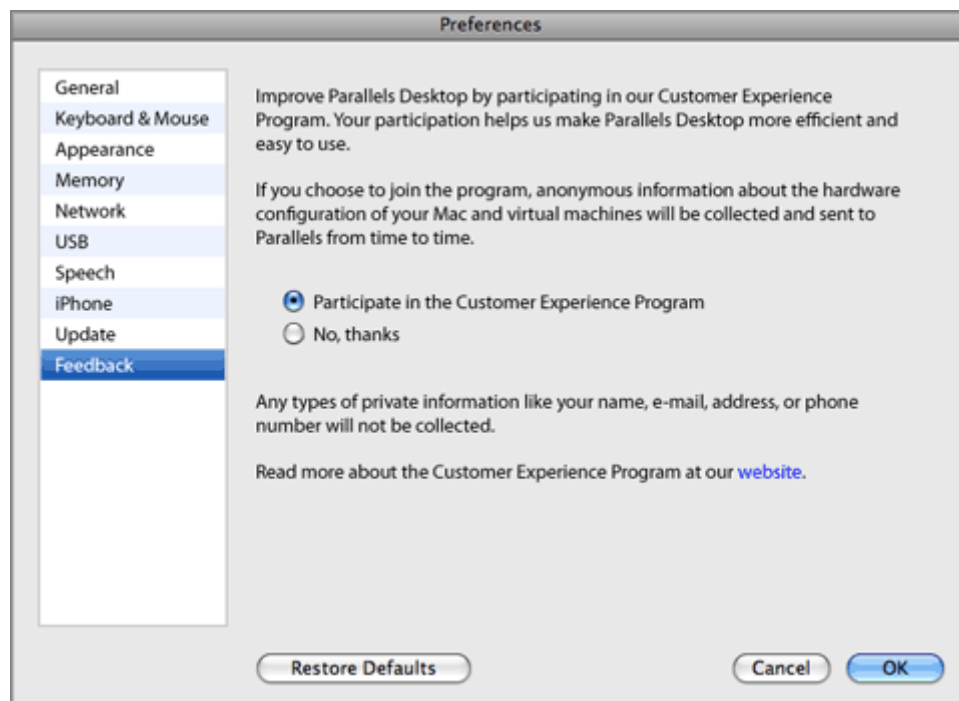 Preferences
General
Keyboard & Mouse
Appearance
Memory
Network
USB
Speech
iPhone
Update
Feedback
Improve Parallels Desktop by participating in our Customer Experience
Program. Your participation helps us make Parallels Desktop more efficient and
easy to use.
If you choose to join the program, anonymous information about the hardware
configuration of your Mac and virtual machines will be collected and sent to
Parallels from time to time.
Participate in the Customer Experience Program
No, thanks
Any types of private information like your name, e-mail, address, or phone
number will not be collected.
Read more about the Customer Experience Program at our website.
Restore Defaults
Cancel
OK